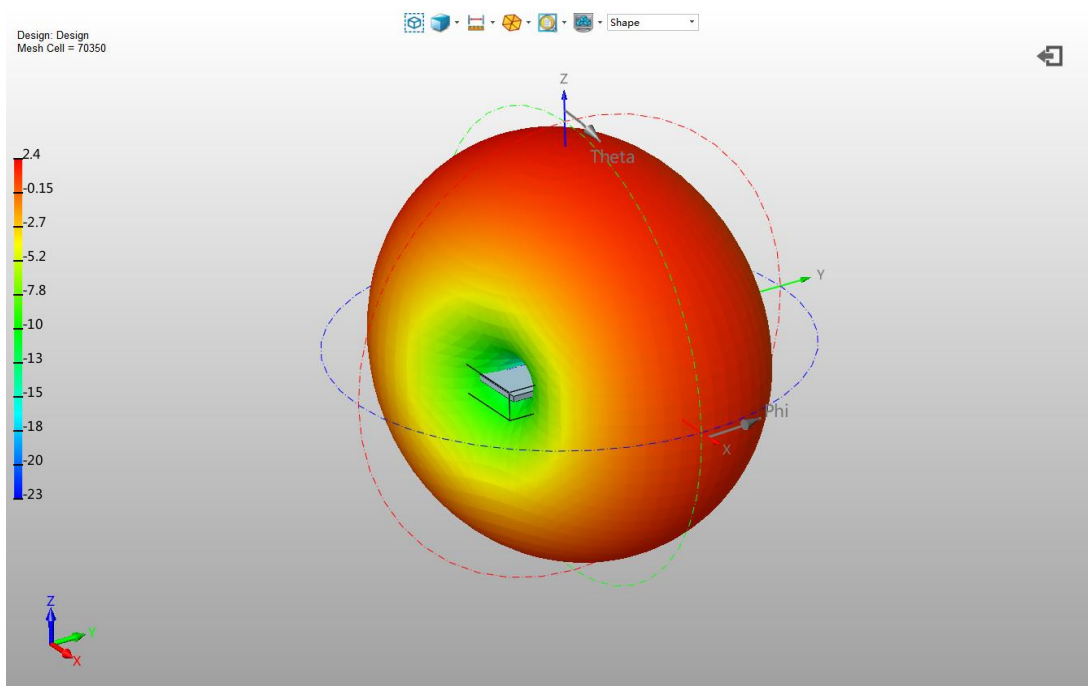 Design: Design
Mesh Cell = 70350
Shape
Z
Theta
Y
Phi
X
2.4
-0.15
-2.7
-5.2
-7.8
-10
-13
-15
-18
-20
-23
Z
Y
X